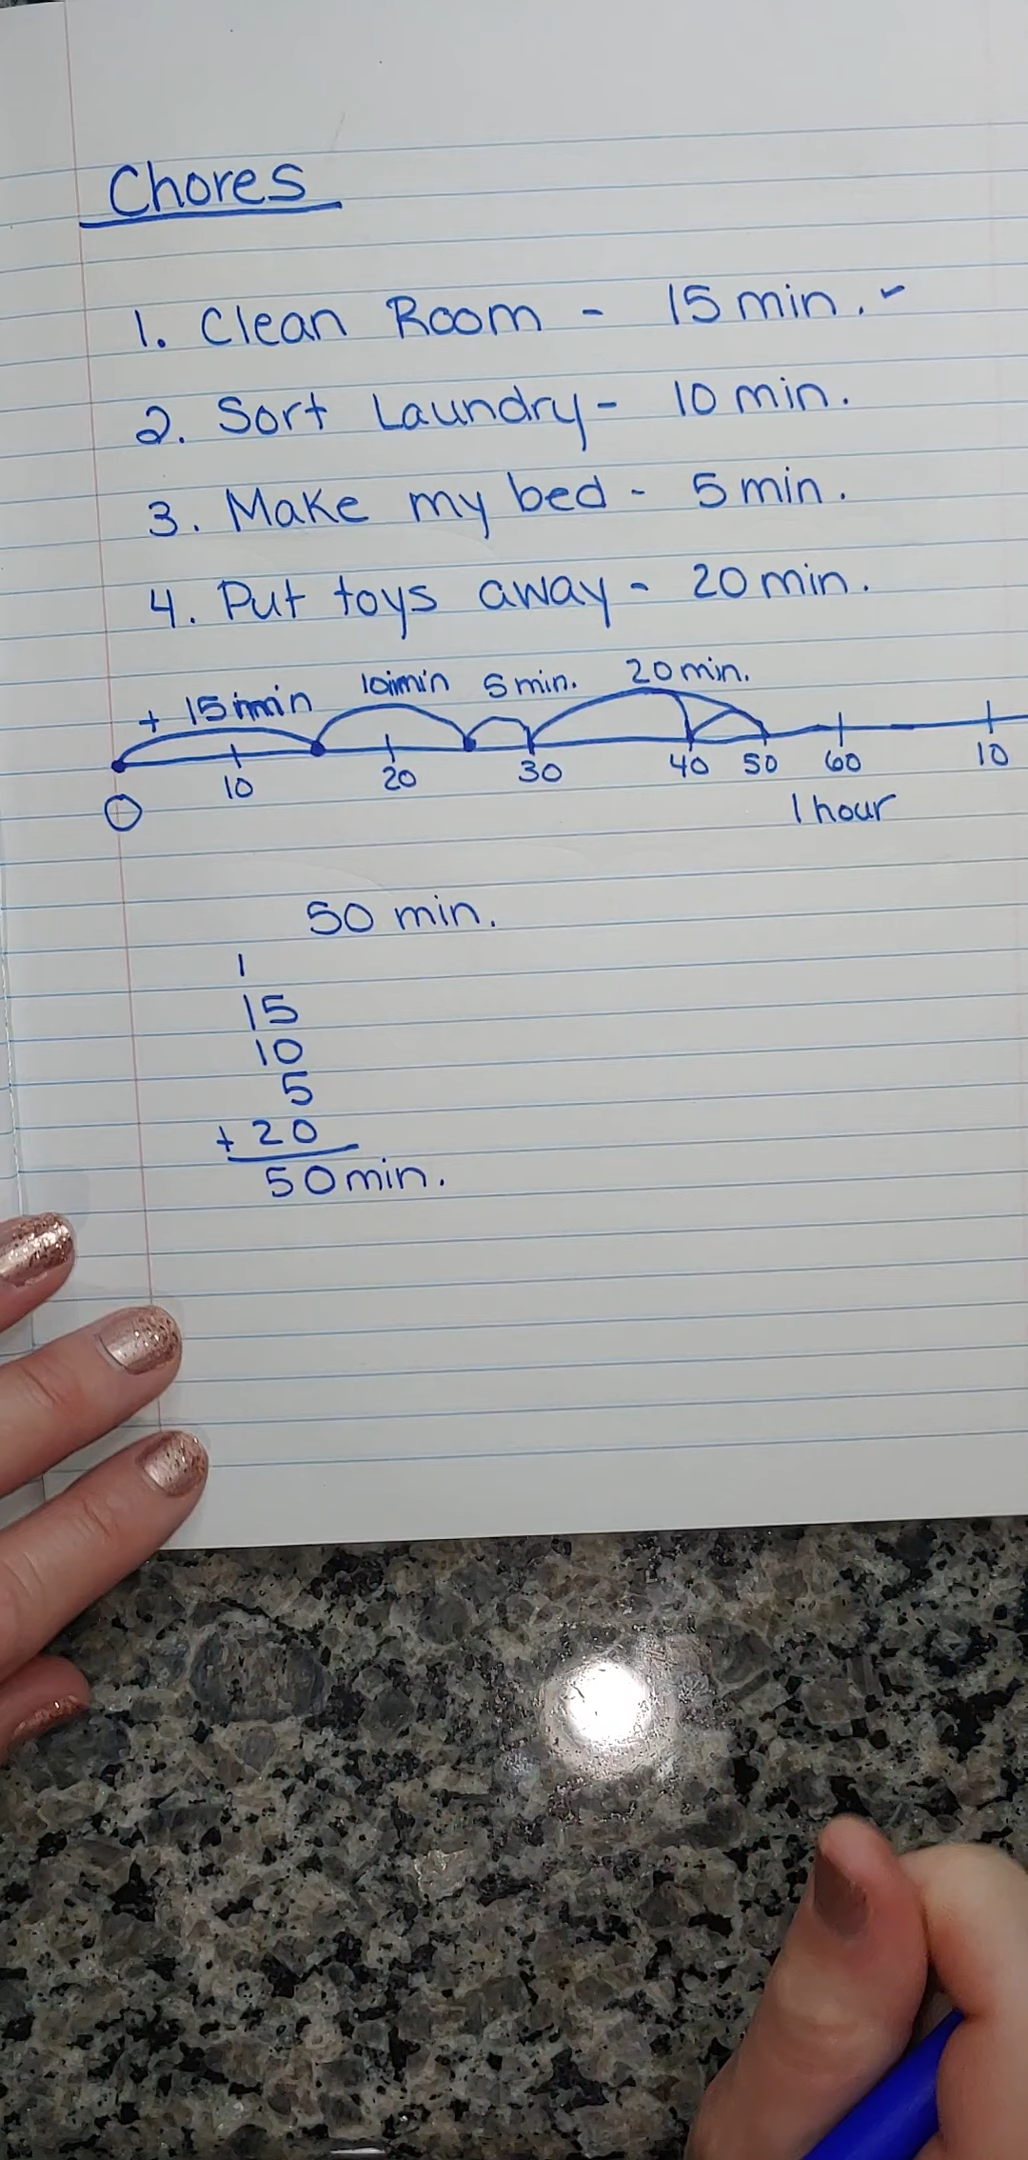 Chores
1. Clean Room - 15 min. ✓
2. Sort Laundry - 10 min.
3. Make my bed - 5 min.
4. Put toys away - 20 min.
+ 15 min 10 min 5 min. 20 min.
0 10 20 30 40 50 60 10
1 hour
50 min.
1
15
10
5
+ 20
50 min.